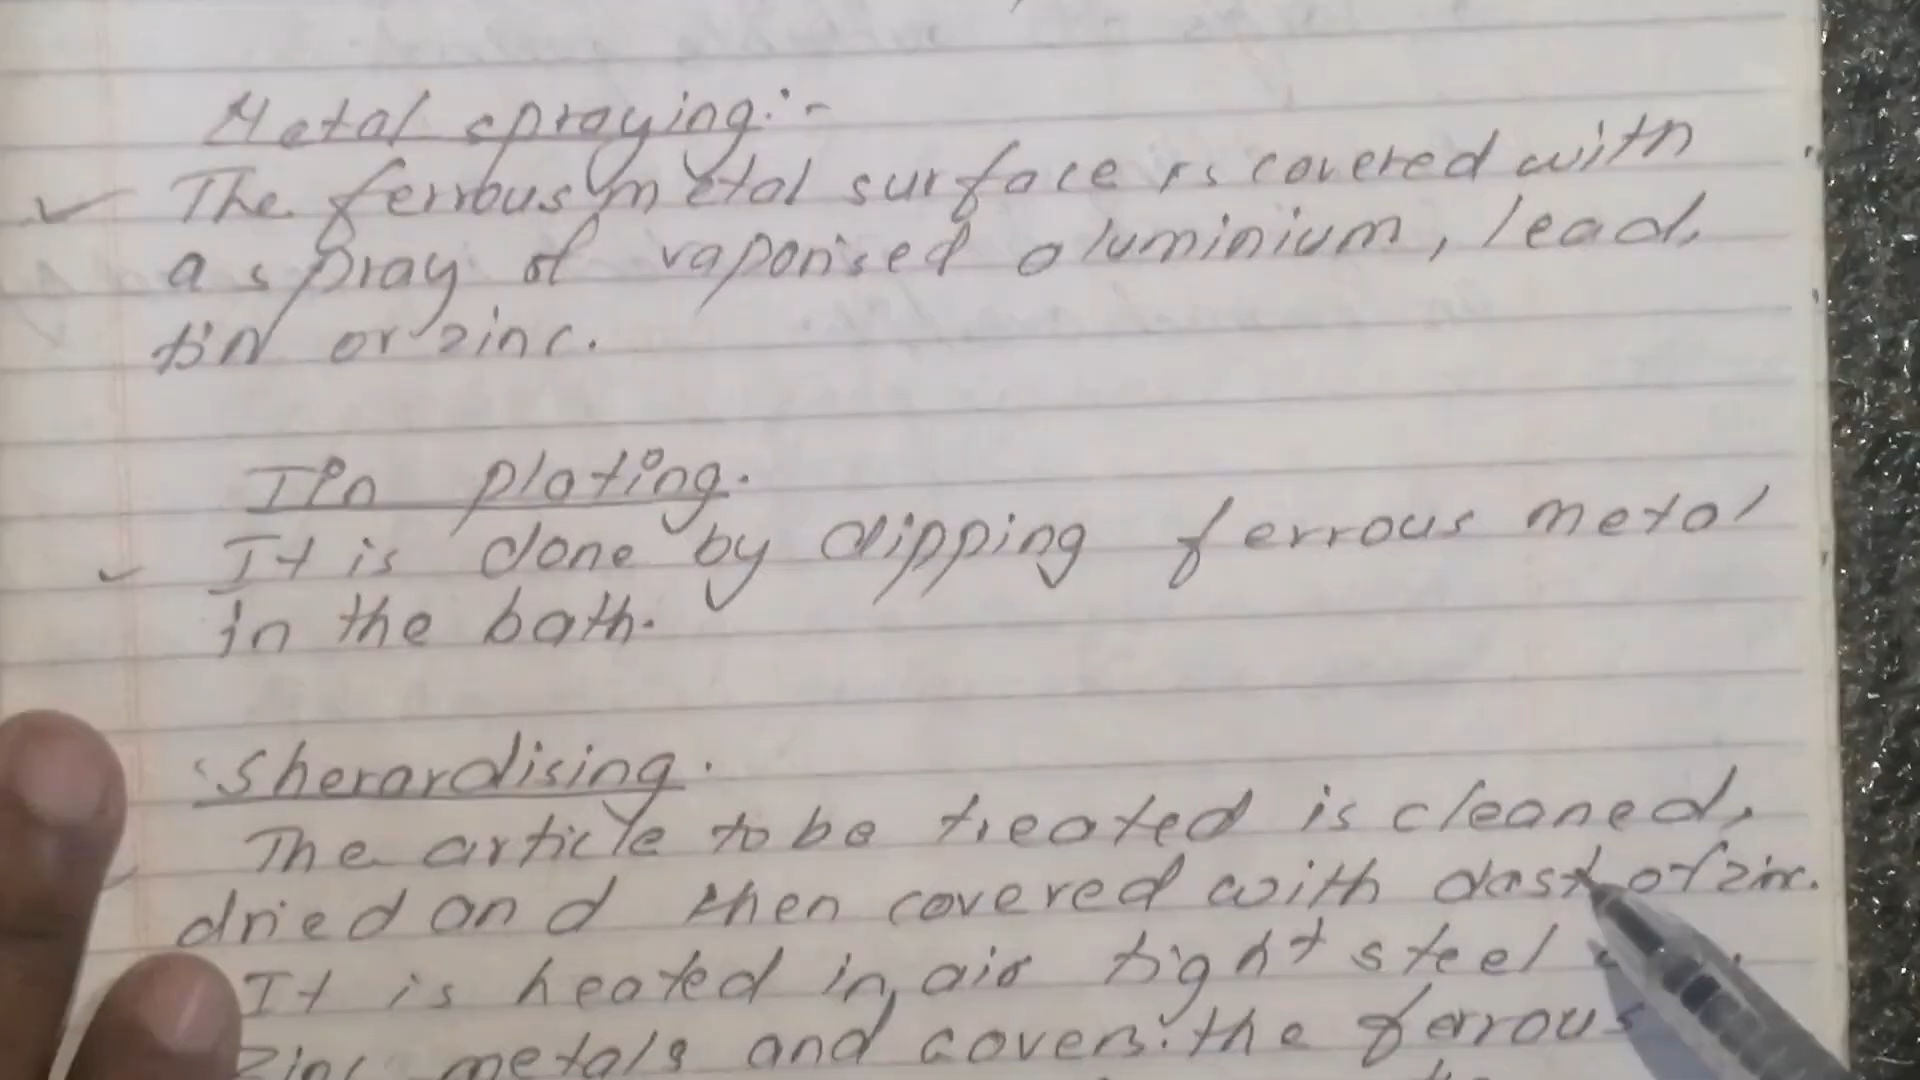 Metal spraying:-
The ferrous metal surface is covered with
a spray of vaporised aluminium, lead,
tin or zinc.
Tin plating.
It is done by dipping ferrous metal
in the bath.
Sherardising.
The article to be treated is cleaned,
dried and then covered with dast of zinc.
It is heated in air tight steel
Zinc metals and covers the ferrous